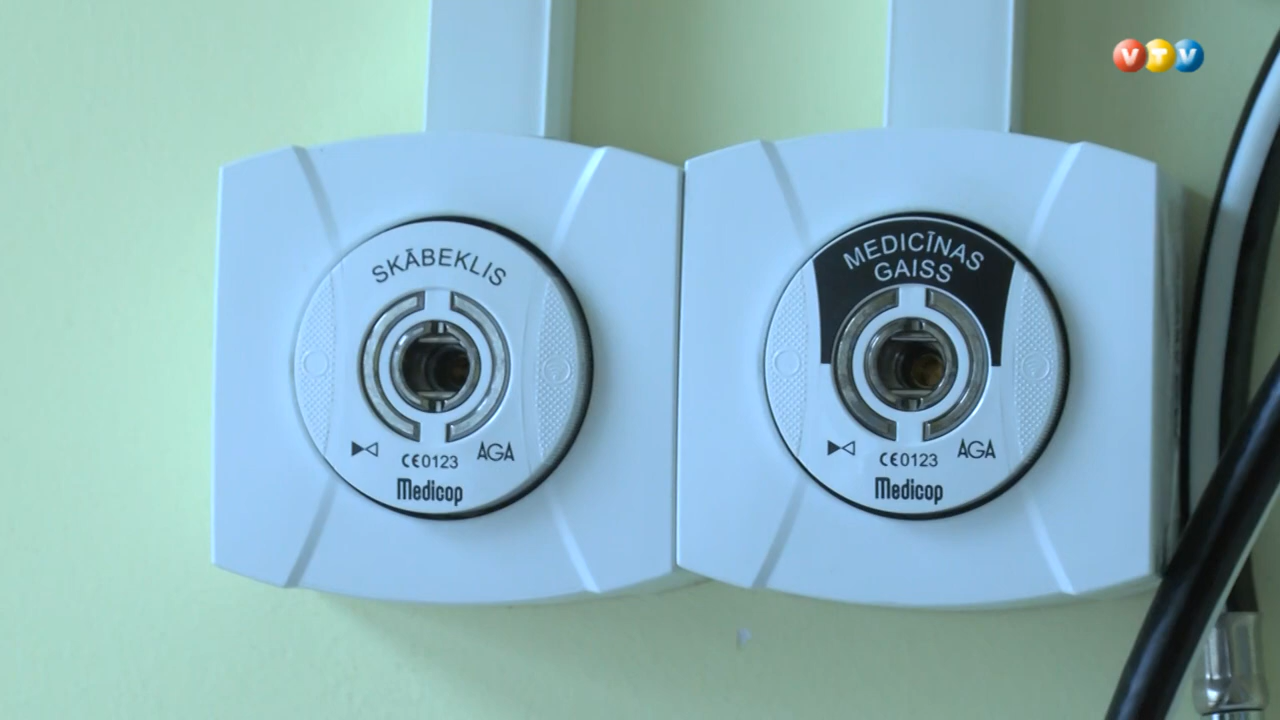 VTV
SKĀBEKLIS
AGA
CE0123
Medicop
MEDICĪNAS
GAISS
AGA
CE0123
Medicop